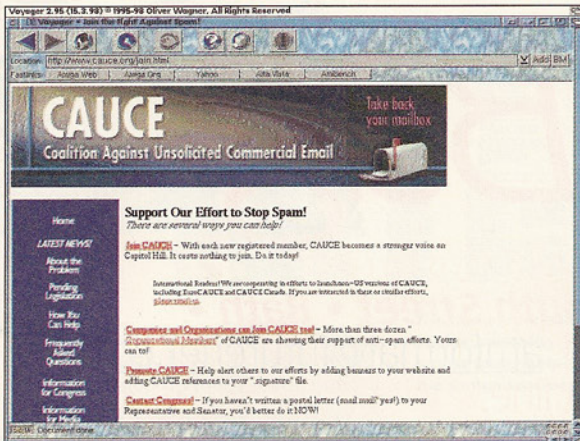 Voyager 2.95 (15.3.98) © 1995-98 Oliver Wagner, All Rights Reserved
Voyager • Join the Fight Against Spam!
Location: http://www.cauce.org/join.html Add BM
Fastlinks: Amiga Web Amiga Org Yahoo Alta Vista Amibench
CAUCE
Coalition Against Unsolicited Commercial Email
Take back
your mailbox
Home
LATEST NEWS!
About the
Problem
Pending
Legislation
How You
Can Help
Frequently
Asked
Questions
Information
for Congress
Information
for Media
Support Our Effort to Stop Spam!
There are several ways you can help!
Join CAUCE - With each new registered member, CAUCE becomes a stronger voice on
Capitol Hill. It costs nothing to join. Do it today!
International Readers! We are cooperating in efforts to launch non-US versions of CAUCE,
including EuroCAUCE and CAUCE Canada. If you are interested in these or similar efforts,
please read on.
Companies and Organizations can Join CAUCE too! - More than three dozen "
Organizational Members" of CAUCE are showing their support of anti-spam efforts. Yours
can to!
Promote CAUCE - Help alert others to our efforts by adding banners to your website and
adding CAUCE references to your ".signature" file.
Contact Congress! - If you haven't written a postal letter (snail mail? yes!) to your
Representative and Senator, you'd better do it NOW!
Document done.